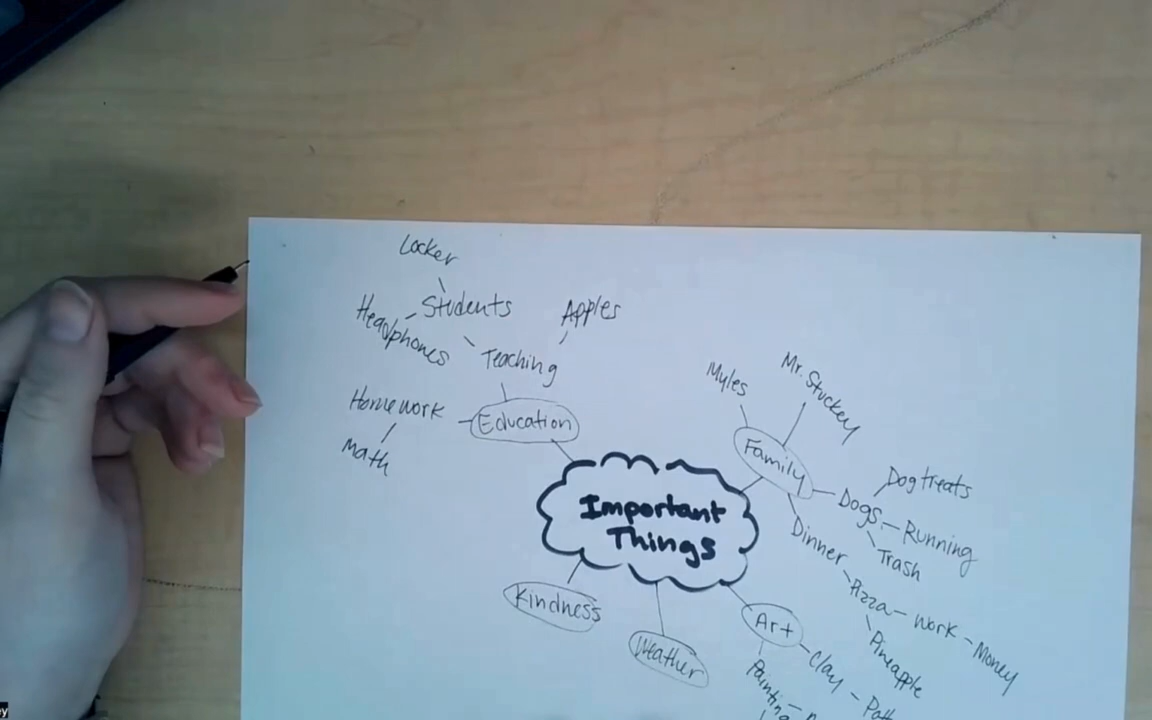 Locker
Students
Headphones
Apples
Teaching
Homework
Education
Math
Myles
Mr. Stuckey
Family
Dogs
Dog treats
Running
Trash
Dinner
Pizza
Work
Money
Pineapple
Important
Things
Kindness
Weather
Art
Clay
Painting